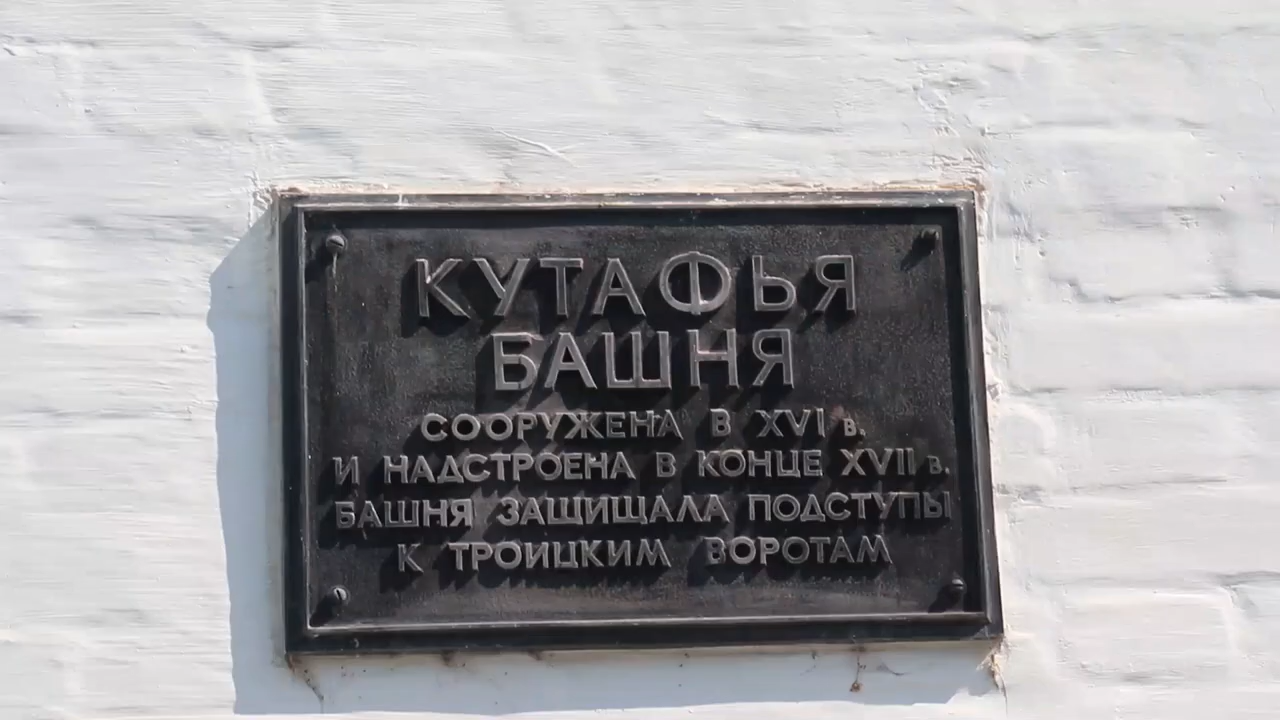 КУТАФЬЯ
БАШНЯ
СООРУЖЕНА В XVI в.
И НАДСТРОЕНА В КОНЦЕ XVII в.
БАШНЯ ЗАЩИЩАЛА ПОДСТУПЫ
К ТРОИЦКИМ ВОРОТАМ